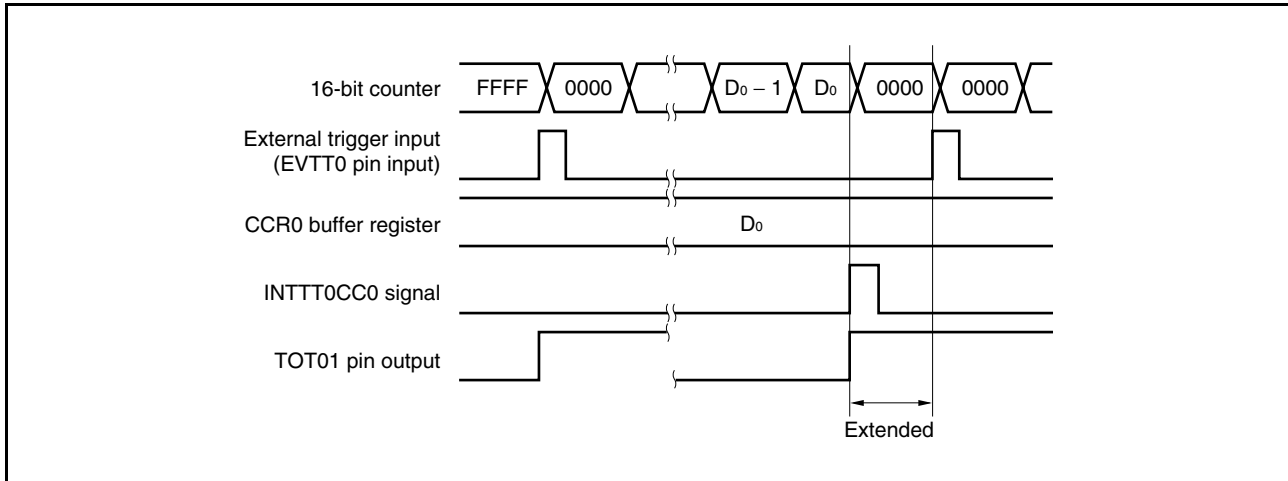 16-bit counter FFFF 0000 D₀ − 1 D₀ 0000 0000
External trigger input
(EVTT0 pin input)
CCR0 buffer register D₀
INTTT0CC0 signal
TOT01 pin output
Extended